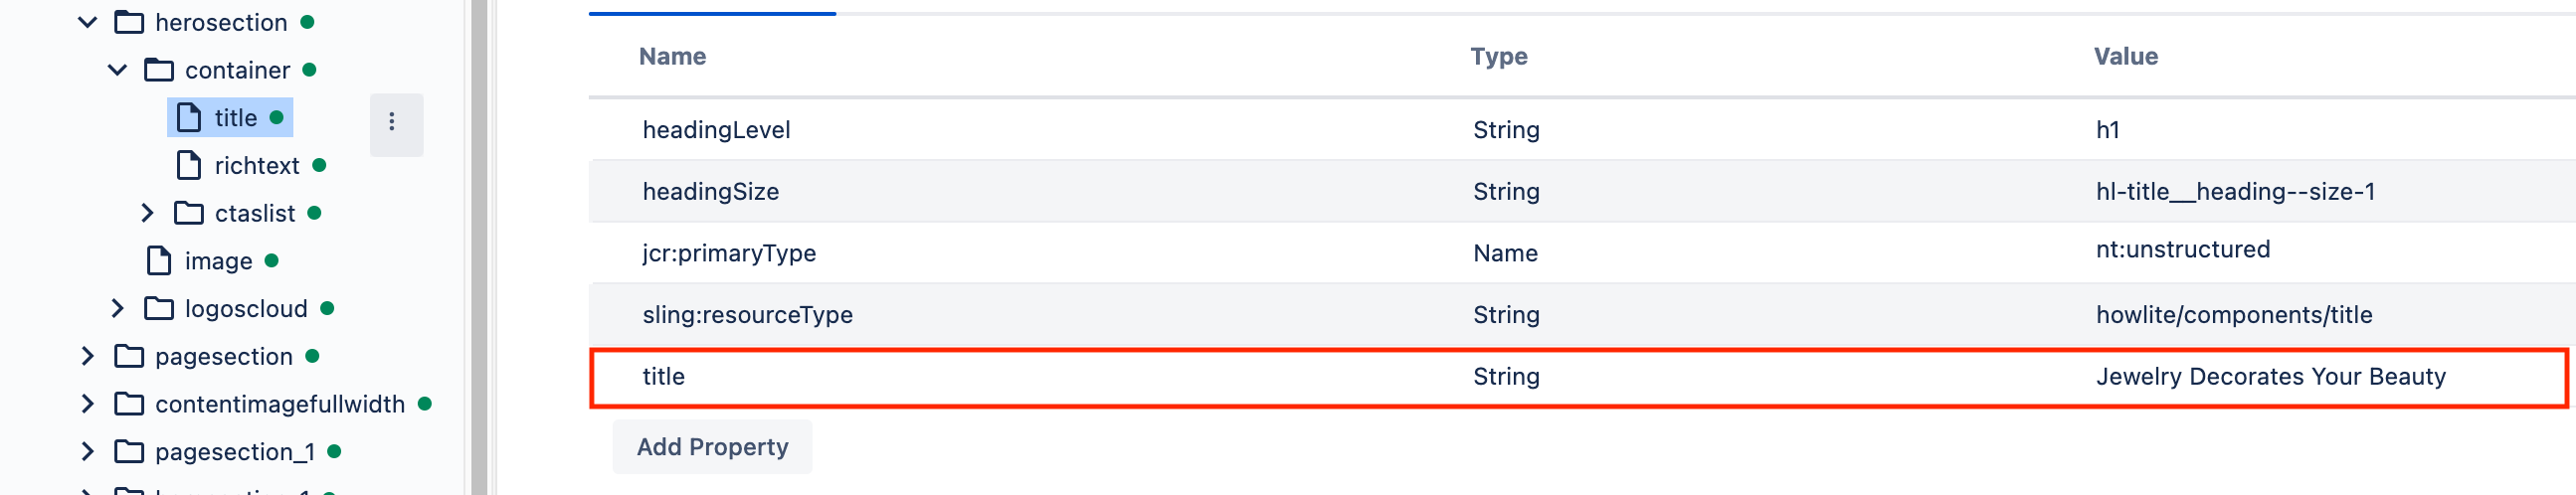 herosection
container
title
richtext
ctaslist
image
logoscloud
pagesection
contentimagefullwidth
pagesection_1
Name Type Value
headingLevel String h1
headingSize String hl-title__heading--size-1
jcr:primaryType Name nt:unstructured
sling:resourceType String howlite/components/title
title String Jewelry Decorates Your Beauty
Add Property